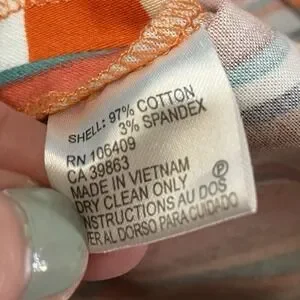 SHELL: 97% COTTON
3% SPANDEX
RN 106409
CA 39863
MADE IN VIETNAM
DRY CLEAN ONLY
INSTRUCTIONS AU DOS
VER AL DORSO PARA CUIDADO
P